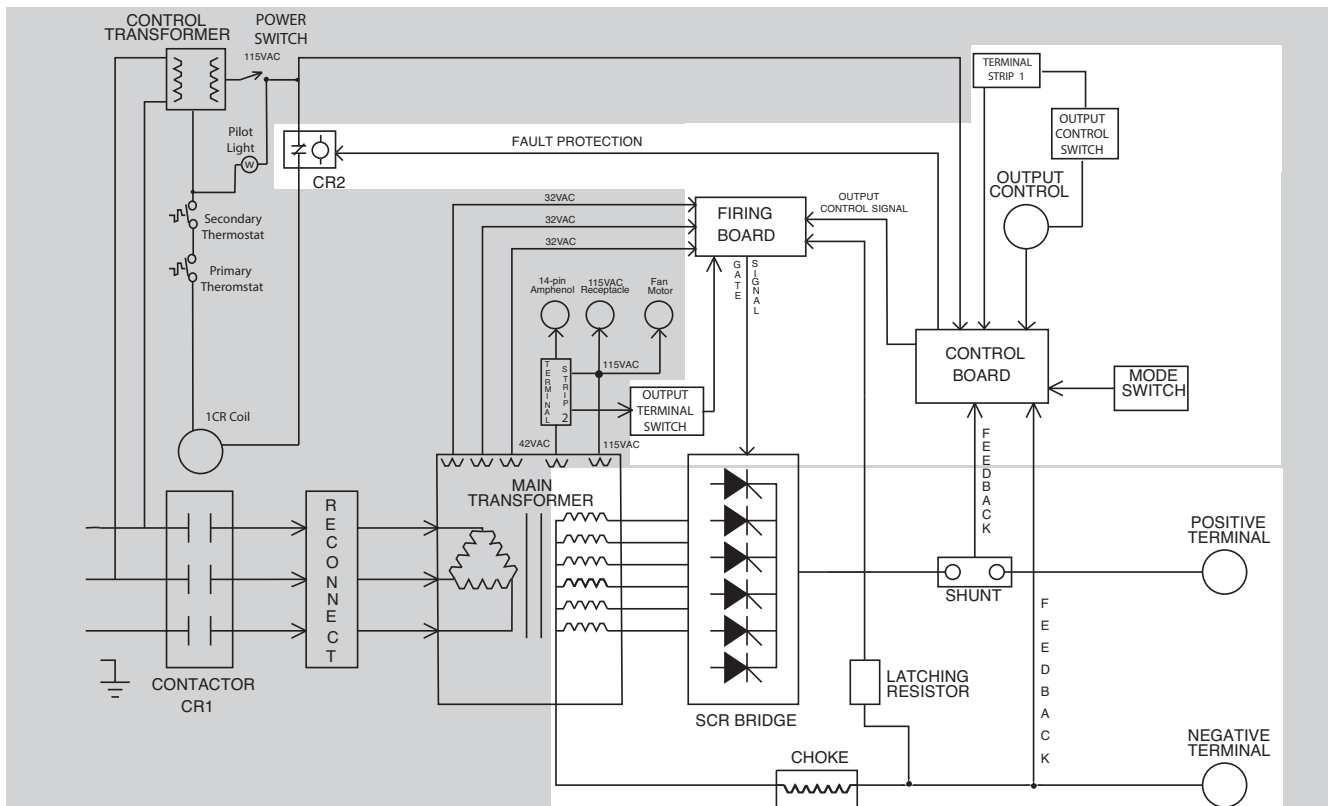 CONTROL
TRANSFORMER
POWER
SWITCH
115VAC
TERMINAL
STRIP 1
OUTPUT
CONTROL
SWITCH
Pilot
Light
W
FAULT PROTECTION
CR2
OUTPUT
CONTROL
32VAC
32VAC
32VAC
FIRING
BOARD
OUTPUT
CONTROL SIGNAL
Secondary
Thermostat
Primary
Theromstat
GATE
SIGNAL
14-pin
Amphenol
115VAC
Receptacle
Fan
Motor
TERMINAL
STRIP 2
115VAC
OUTPUT
TERMINAL
SWITCH
CONTROL
BOARD
MODE
SWITCH
1CR Coil
42VAC
115VAC
FEEDBACK
MAIN
TRANSFORMER
RECONNECT
POSITIVE
TERMINAL
SHUNT
FEEDBACK
CONTACTOR
CR1
SCR BRIDGE
LATCHING
RESISTOR
CHOKE
NEGATIVE
TERMINAL